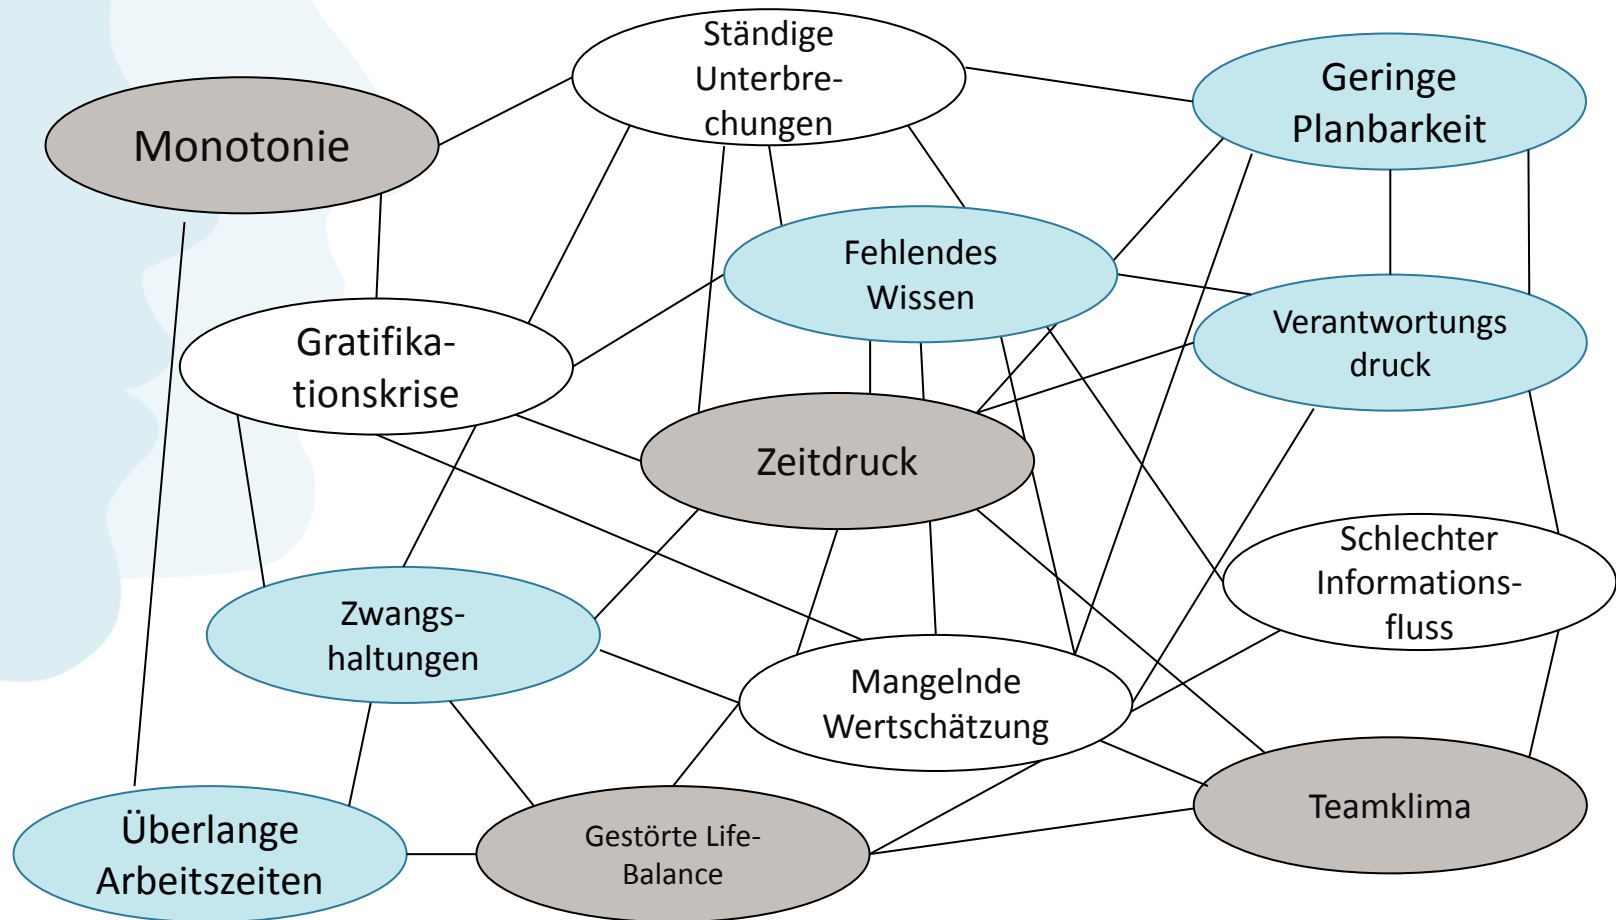 Ständige
Unterbre-
chungen
Geringe
Planbarkeit
Monotonie
Fehlendes
Wissen
Verantwortungs
druck
Gratifika-
tionskrise
Zeitdruck
Schlechter
Informations-
fluss
Zwangs-
haltungen
Mangelnde
Wertschätzung
Überlange
Arbeitszeiten
Gestörte Life-
Balance
Teamklima